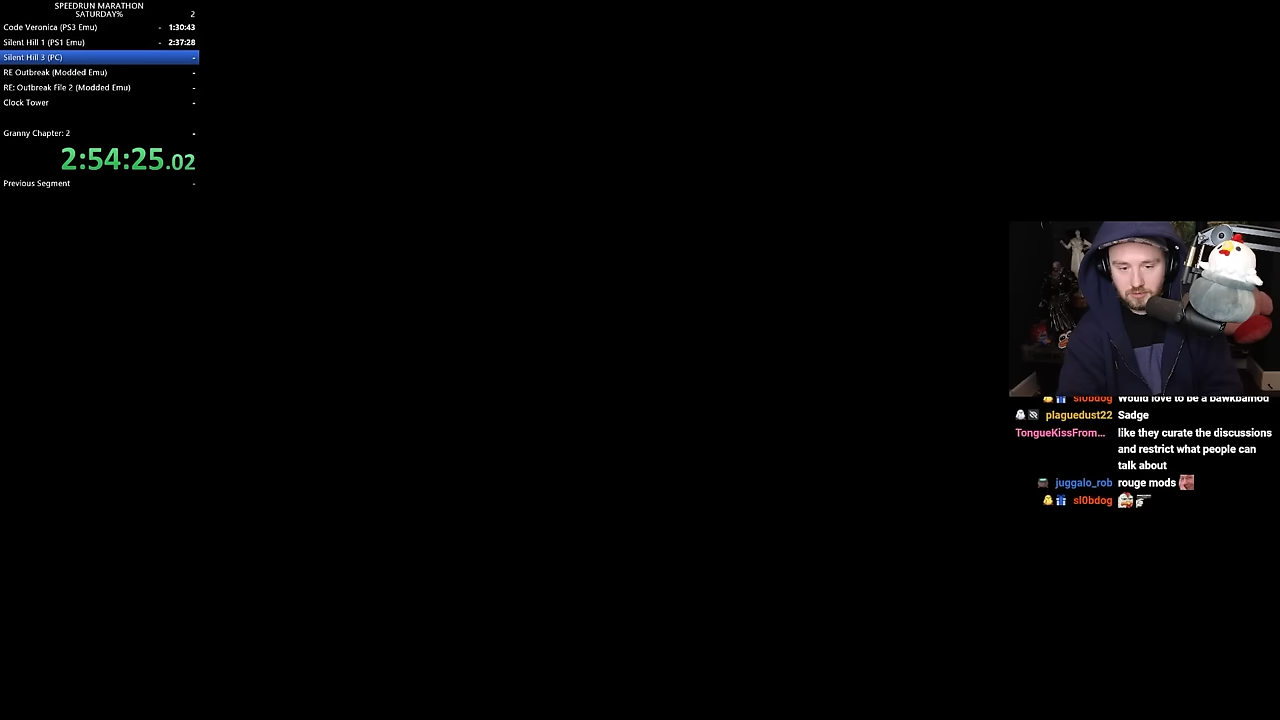 SPEEDRUN MARATHON
SATURDAY%
2
Code Veronica (PS3 Emu) - 1:30:43
Silent Hill 1 (PS1 Emu) - 2:37:28
Silent Hill 3 (PC) -
RE Outbreak (Modded Emu) -
RE: Outbreak File 2 (Modded Emu) -
Clock Tower -
Granny Chapter: 2 -
2:54:25.02
Previous Segment -
sl0bdog Would love to be a bawkbamod
plaguedust22 Sadge
TongueKissFrom... like they curate the discussions
and restrict what people can
talk about
juggalo_rob rouge mods
sl0bdog